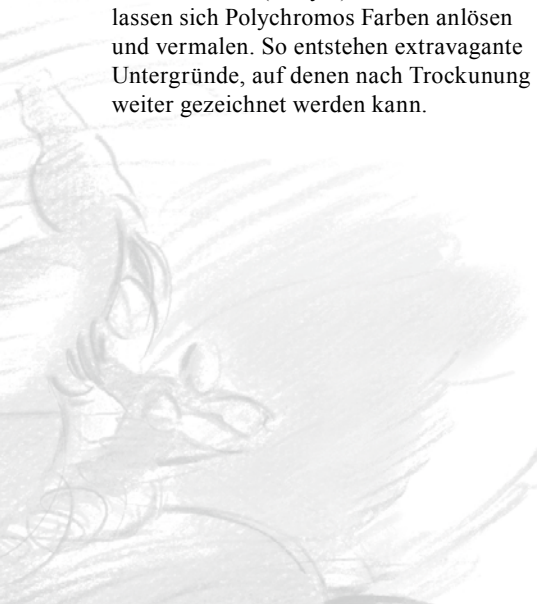 lassen sich Polychromos Farben anlösen
und vermalen. So entstehen extravagante
Untergründe, auf denen nach Trockunung
weiter gezeichnet werden kann.